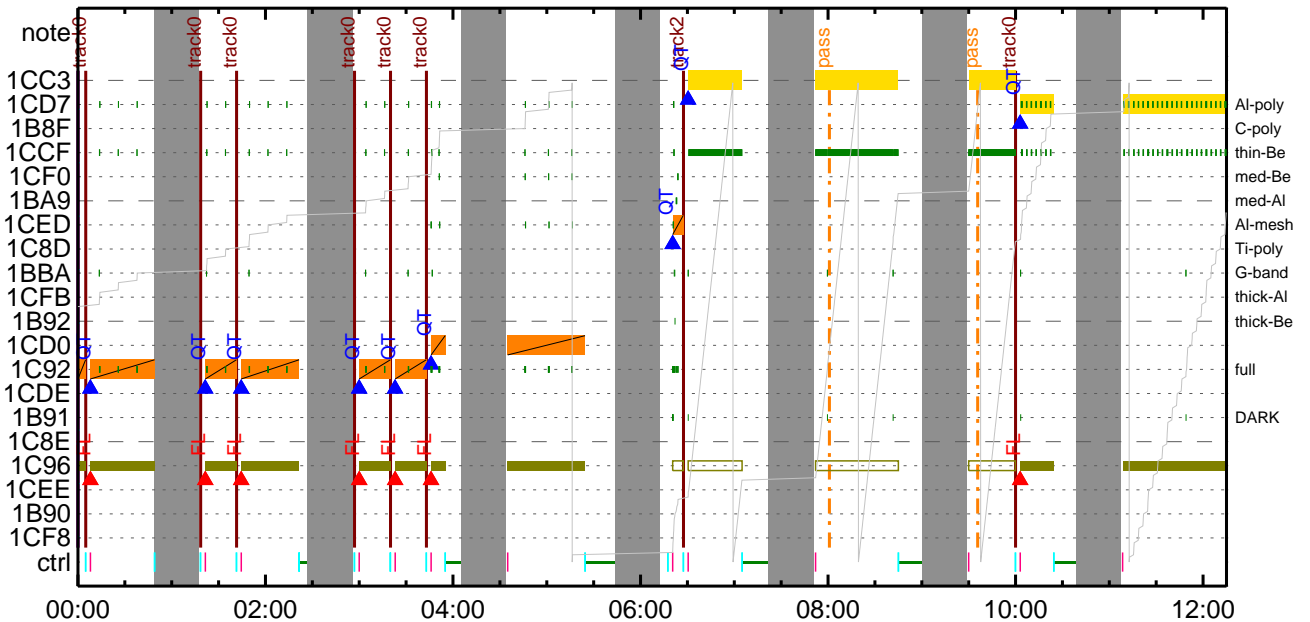 note
track0 track0 track0 track0 track0 track0 track2 pass pass track0
1CC3 QT
1CD7 QT Al-poly
1B8F C-poly
1CCF thin-Be
1CF0 med-Be
1BA9 QT med-Al
1CED Al-mesh
1C8D Ti-poly
1BBA G-band
1CFB thick-Al
1B92 QT thick-Be
1CD0 QT QT QT QT QT
1C92 full
1CDE
1B91 DARK
1C8E FL FL FL FL FL FL FL
1C96
1CEE
1B90
1CF8
ctrl
00:00 02:00 04:00 06:00 08:00 10:00 12:00